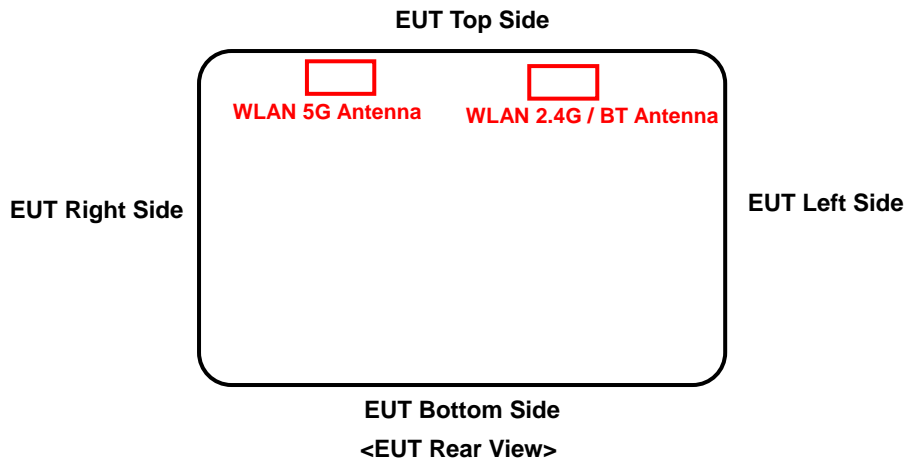 EUT Top Side
WLAN 5G Antenna
WLAN 2.4G / BT Antenna
EUT Right Side
EUT Left Side
EUT Bottom Side
<EUT Rear View>